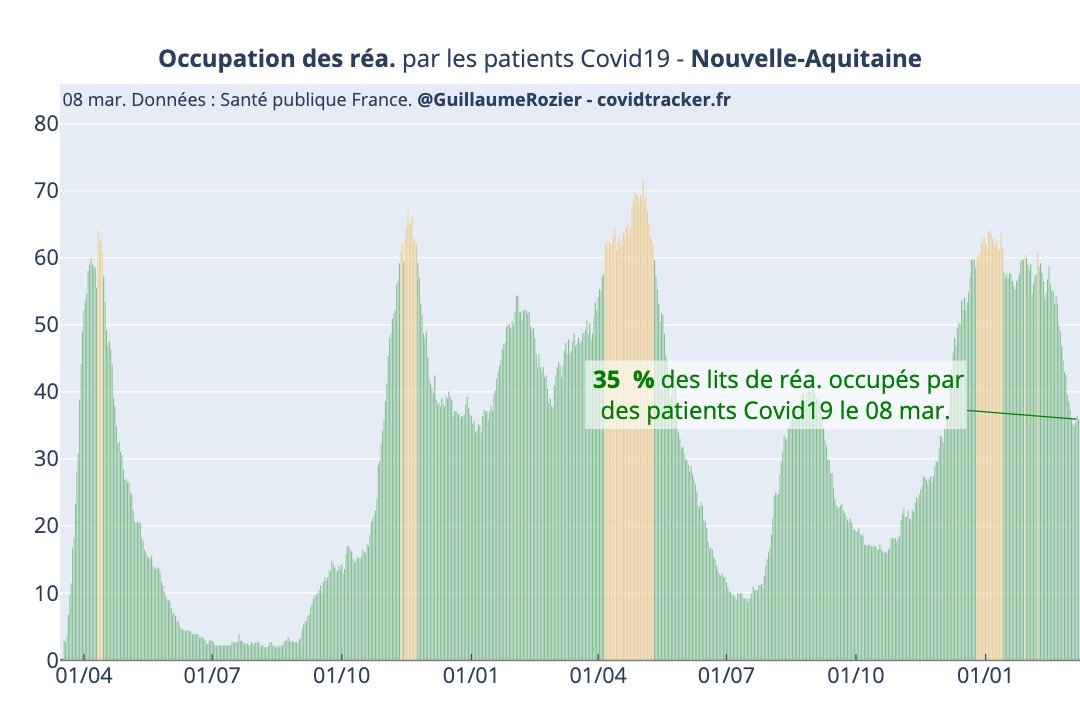 Occupation des réa. par les patients Covid19 - Nouvelle-Aquitaine
08 mar. Données : Santé publique France. @GuillaumeRozier - covidtracker.fr
80
70
60
50
40
30
20
10
0
35 % des lits de réa. occupés par
des patients Covid19 le 08 mar.
01/04 01/07 01/10 01/01 01/04 01/07 01/10 01/01